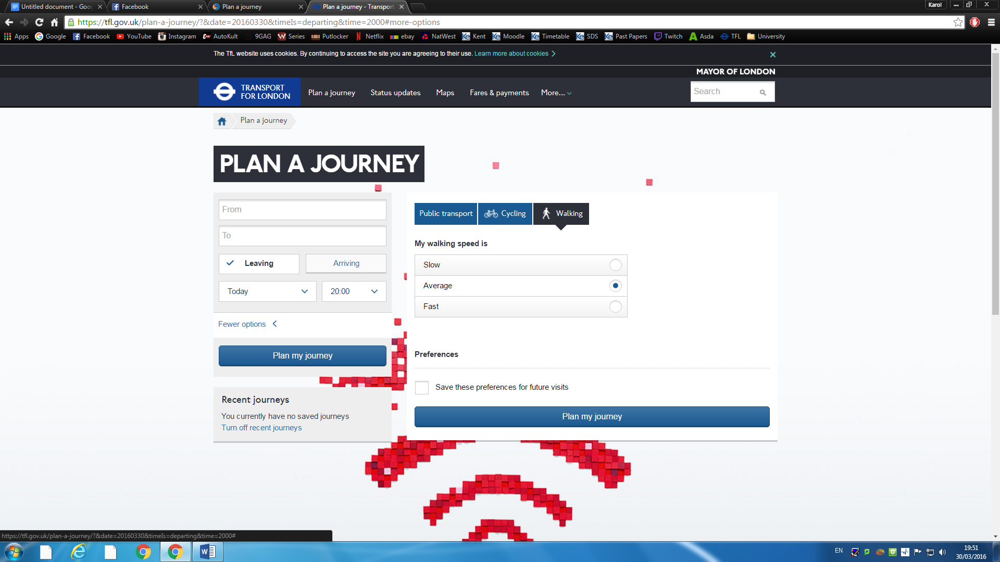 Untitled document - Goo
Facebook
Plan a journey
Plan a journey - Transport
Karol
https://tfl.gov.uk/plan-a-journey/?&date=20160330&timeIs=departing&time=2000#more-options
Apps Google Facebook YouTube Instagram AutoKult 9GAG Series Putlocker Netflix ebay NatWest Kent Moodle Timetable SDS Past Papers Twitch Asda TFL University
The TfL website uses cookies. By continuing to access the site you are agreeing to their use. Learn more about cookies
MAYOR OF LONDON
TRANSPORT
FOR LONDON
Plan a journey Status updates Maps Fares & payments More...
Search
Plan a journey
PLAN A JOURNEY
From
To
Leaving
Arriving
Today
20:00
Fewer options
Plan my journey
Recent journeys
You currently have no saved journeys
Turn off recent journeys
Public transport Cycling Walking
My walking speed is
Slow
Average
Fast
Preferences
Save these preferences for future visits
Plan my journey
https://tfl.gov.uk/plan-a-journey/?&date=20160330&timeIs=departing&time=2000#
EN
19:51
30/03/2016